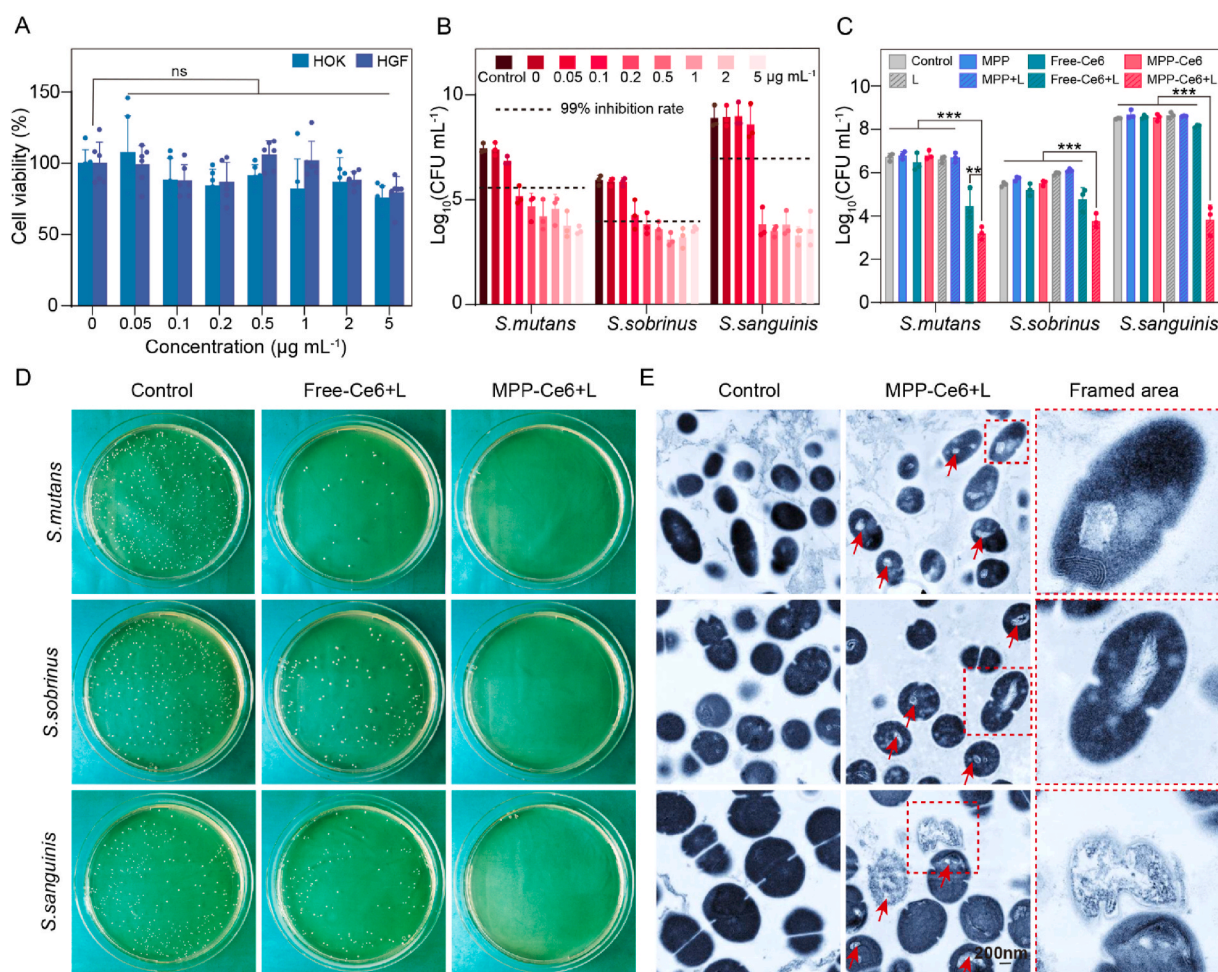 A
HOK HGF
ns
150
100
50
0
Cell viability (%)
0 0.05 0.1 0.2 0.5 1 2 5
Concentration (µg mL-1)
B
Control 0 0.05 0.1 0.2 0.5 1 2 5 µg mL-1
99% inhibition rate
10
5
0
Log10(CFU mL-1)
S.mutans S.sobrinus S.sanguinis
C
Control MPP Free-Ce6 MPP-Ce6
L MPP+L Free-Ce6+L MPP-Ce6+L
*** ** *** ***
10
8
6
4
2
0
Log10(CFU mL-1)
S.mutans S.sobrinus S.sanguinis
D
Control Free-Ce6+L MPP-Ce6+L
S.mutans
S.sobrinus
S.sanguinis
E
Control MPP-Ce6+L Framed area
200nm